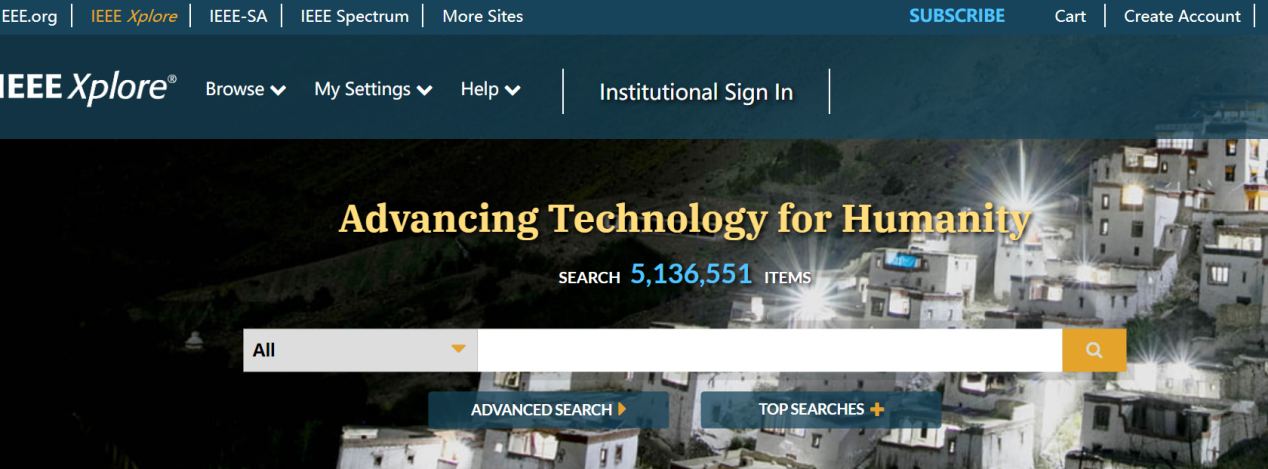 EEE.org IEEE Xplore IEEE-SA IEEE Spectrum More Sites SUBSCRIBE Cart Create Account
IEEE Xplore® Browse My Settings Help Institutional Sign In
Advancing Technology for Humanity
SEARCH 5,136,551 ITEMS
All
ADVANCED SEARCH TOP SEARCHES